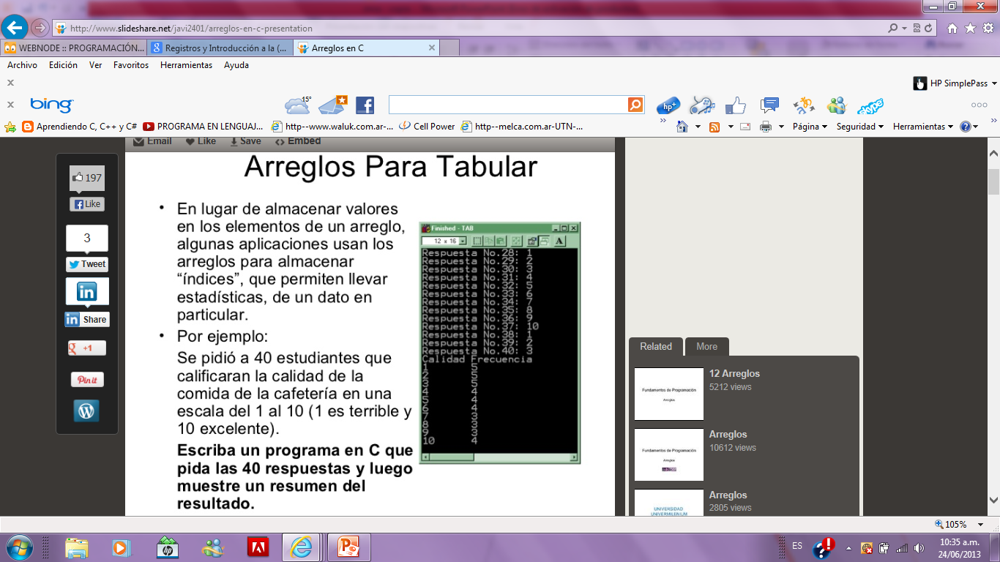 http://www.slideshare.net/javi2401/arreglos-en-c-presentation
WEBNODE :: PROGRAMACIÓN...
Registros y Introducción a la (...
Arreglos en C
Archivo Edición Ver Favoritos Herramientas Ayuda
HP SimplePass
bing
15°
hp+
skype
Aprendiendo C, C++ y C#
PROGRAMA EN LENGUAJ...
http--www.waluk.com.ar-...
Cell Power
http--melca.com.ar-UTN-...
Página
Seguridad
Herramientas
Email Like Save Embed
197
Like
3
Tweet
in
Share
+1
Pin it
Arreglos Para Tabular
• En lugar de almacenar valores
en los elementos de un arreglo,
algunas aplicaciones usan los
arreglos para almacenar
“índices”, que permiten llevar
estadísticas, de un dato en
particular.
• Por ejemplo:
Se pidió a 40 estudiantes que
calificaran la calidad de la
comida de la cafetería en una
escala del 1 al 10 (1 es terrible y
10 excelente).
Escriba un programa en C que
pida las 40 respuestas y luego
muestre un resumen del
resultado.
Finished - TAB
12 x 16
A
Respuesta No.28: 1
Respuesta No.29: 2
Respuesta No.30: 3
Respuesta No.31: 4
Respuesta No.32: 5
Respuesta No.33: 6
Respuesta No.34: 7
Respuesta No.35: 8
Respuesta No.36: 9
Respuesta No.37: 10
Respuesta No.38: 1
Respuesta No.39: 2
Respuesta No.40: 3
Calidad Frecuencia
1 5
2 5
3 5
4 4
5 4
6 4
7 3
8 3
9 3
10 4
Related More
Fundamentos de Programación
Arreglos
12 Arreglos
5212 views
Fundamentos de Programación
Arreglos
Arreglos
10612 views
UNIVERSIDAD
UNIVERMILENIUM
Arreglos
2805 views
105%
ES
10:35 a.m.
24/06/2013